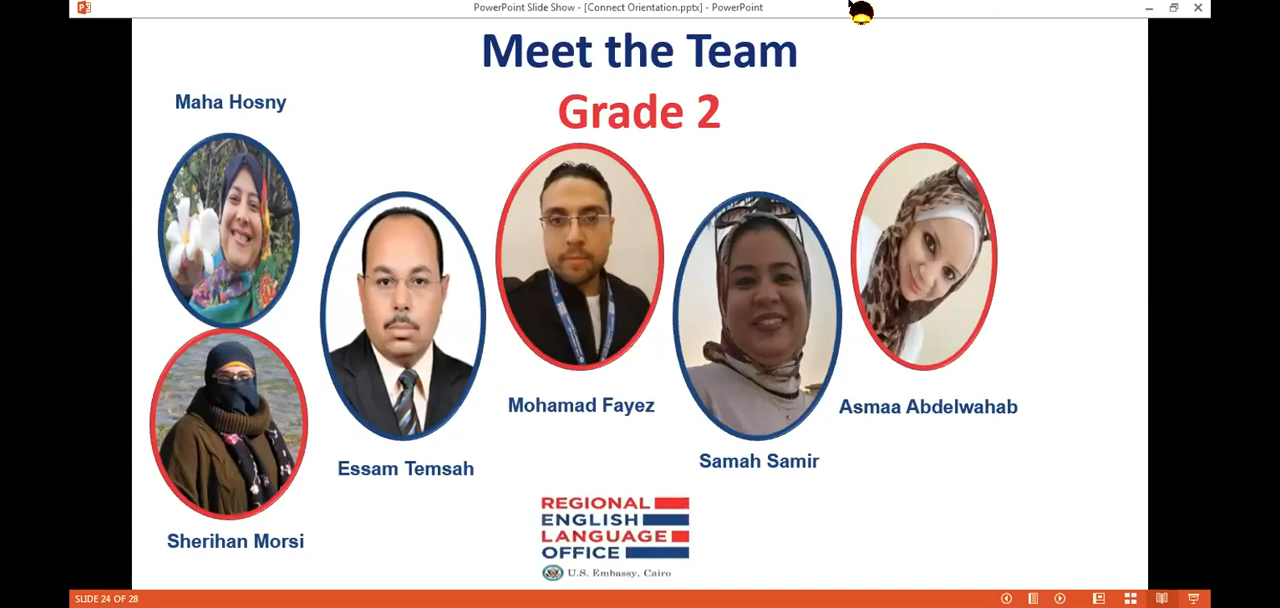 PowerPoint Slide Show - [Connect Orientation.pptx] - PowerPoint
Meet the Team
Grade 2
Maha Hosny
Mohamad Fayez
Asmaa Abdelwahab
Essam Temsah
Samah Samir
Sherihan Morsi
REGIONAL
ENGLISH
LANGUAGE
OFFICE
U.S. Embassy, Cairo
SLIDE 24 OF 28